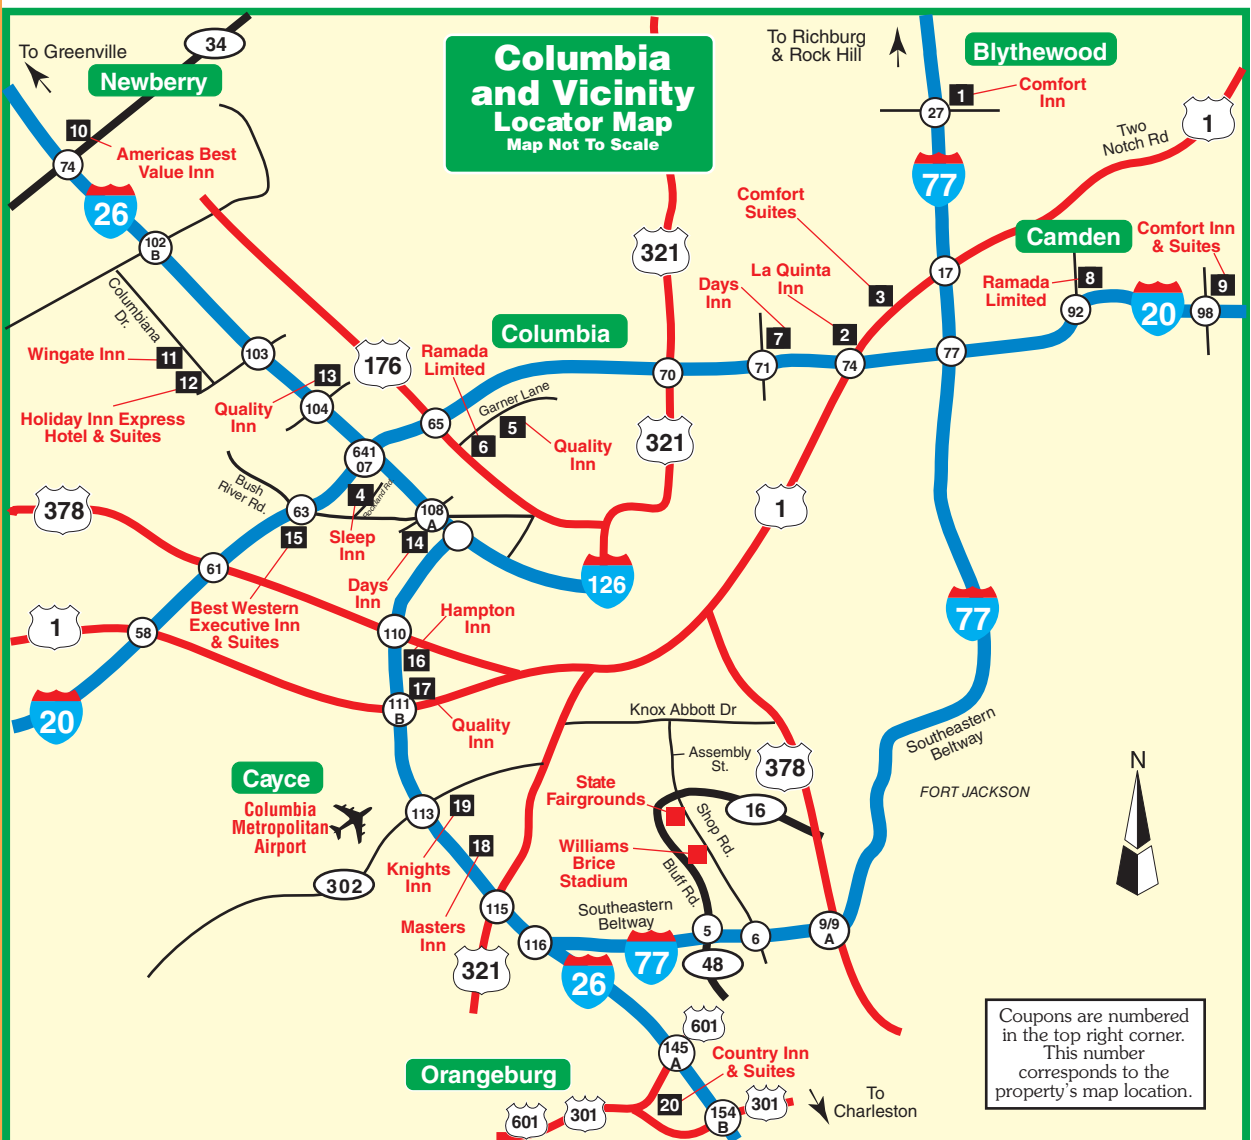 To Greenville
34
Newberry
Columbia
and Vicinity
Locator Map
Map Not To Scale
To Richburg
& Rock Hill
Blythewood
1
Comfort
Inn
27
1
Two
Notch Rd
10
Americas Best
Value Inn
74
26
77
102
B
321
Comfort
Suites
Camden
Comfort Inn
& Suites
17
La Quinta
Inn
Days
Inn
3
Ramada
Limited
8
9
20
92
98
Columbiana
Dr.
Columbia
7
2
Wingate Inn
11
103
176
Ramada
Limited
70
71
74
77
12
13
Holiday Inn Express
Hotel & Suites
Quality
Inn
104
65
Garner Lane
5
6
Quality
Inn
321
641
07
Bush
River Rd.
4
Bookland Rd.
378
63
108
A
1
Sleep
Inn
15
14
61
Days
Inn
126
Best Western
Executive Inn
& Suites
Hampton
Inn
77
1
58
110
16
17
20
111
B
Quality
Inn
Knox Abbott Dr
Assembly
St.
378
Southeastern
Beltway
FORT JACKSON
N
Cayce
Columbia
Metropolitan
Airport
State
Fairgrounds
16
113
19
Shop Rd.
18
Williams
Brice
Stadium
Bluff Rd.
Knights
Inn
302
115
Masters
Inn
Southeastern
Beltway
5
6
9/9
A
116
77
48
321
26
601
145
A
Coupons are numbered
in the top right corner.
This number
corresponds to the
property's map location.
Orangeburg
Country Inn
& Suites
20
601
301
154
B
301
To
Charleston